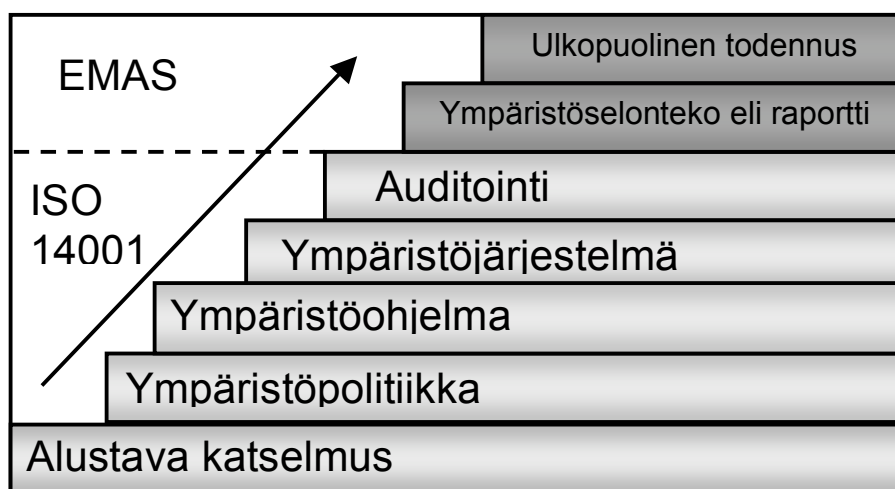 Ulkopuolinen todennus
EMAS
Ympäristöselonteko eli raportti
Auditointi
ISO
14001
Ympäristöjärjestelmä
Ympäristöohjelma
Ympäristöpolitiikka
Alustava katselmus